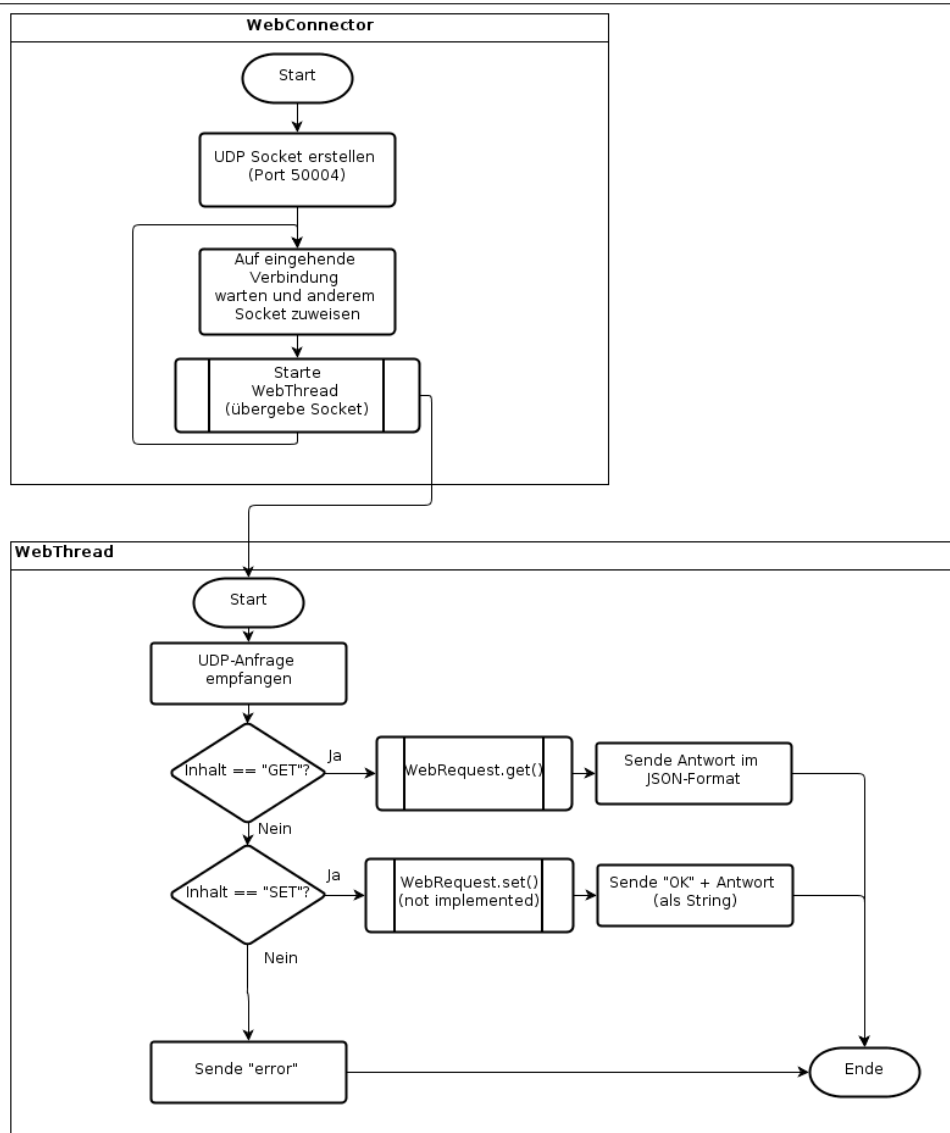 WebConnector
Start
UDP Socket erstellen
(Port 50004)
Auf eingehende
Verbindung
warten und anderem
Socket zuweisen
Starte
WebThread
(übergebe Socket)
WebThread
Start
UDP-Anfrage
empfangen
Inhalt == "GET"?
Ja
WebRequest.get()
Sende Antwort im
JSON-Format
Nein
Inhalt == "SET"?
Ja
WebRequest.set()
(not implemented)
Sende "OK" + Antwort
(als String)
Nein
Sende "error"
Ende